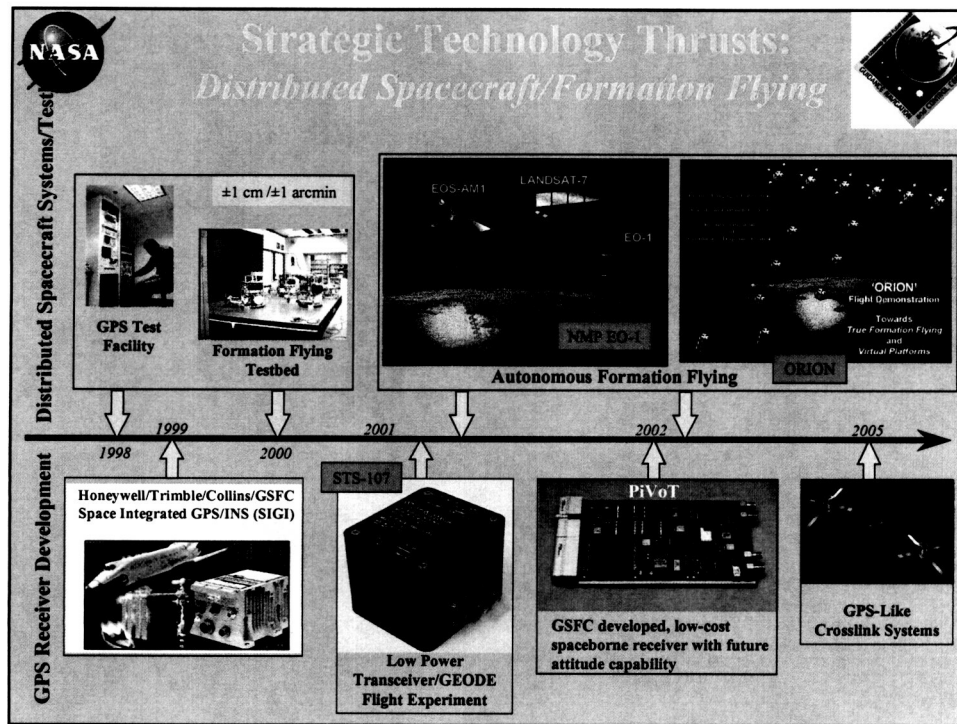 NASA
Strategic Technology Thrusts:
Distributed Spacecraft/Formation Flying
Distributed Spacecraft Systems/Test
±1 cm /±1 arcmin
GPS Test
Facility
Formation Flying
Testbed
EOS-AM1
LANDSAT-7
EO-1
NMP EO-1
'ORION'
Flight Demonstration
Towards
True Formation Flying
and
Virtual Platforms
ORION
Autonomous Formation Flying
1998
1999
2000
2001
2002
2005
GPS Receiver Development
Honeywell/Trimble/Collins/GSFC
Space Integrated GPS/INS (SIGI)
STS-107
Low Power
Transceiver/GEODE
Flight Experiment
PiVoT
GSFC developed, low-cost
spaceborne receiver with future
attitude capability
GPS-Like
Crosslink Systems